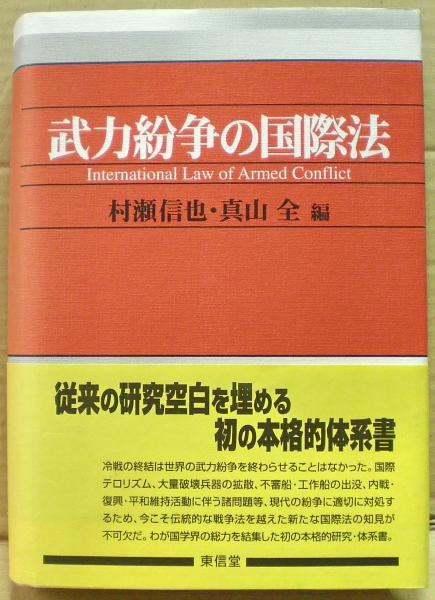 武力紛争の国際法
International Law of Armed Conflict
村瀬信也・真山 全 編
従来の研究空白を埋める
初の本格的体系書
冷戦の終結は世界の武力紛争を終わらせることはなかった。国際
テロリズム、大量破壊兵器の拡散、不審船・工作船の出没、内戦・
復興・平和維持活動に伴う諸問題等、現代の紛争に適切に対処す
るため、今こそ伝統的な戦争法を越えた新たな国際法の知見が
不可欠だ。わが国学界の総力を結集した初の本格的研究・体系書。
東信堂